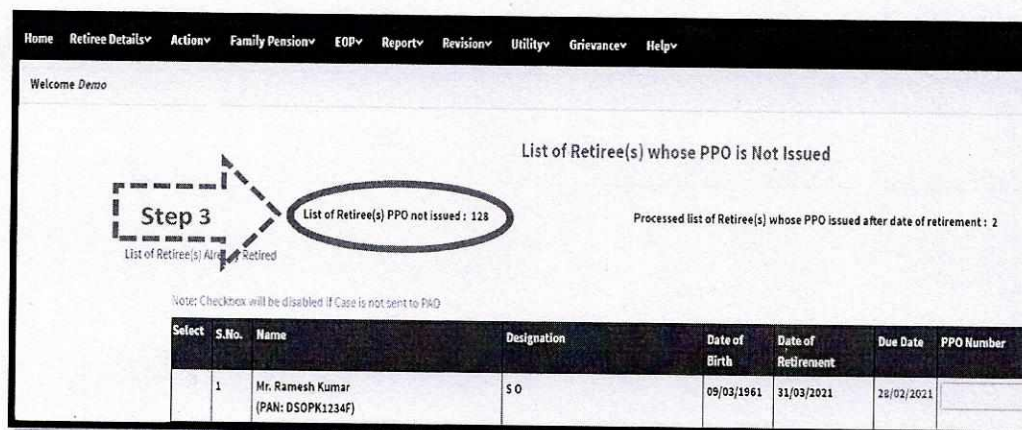 Home Retiree Details Action Family Pension EOP Report Revision Utility Grievance Help
Welcome Demo
List of Retiree(s) whose PPO is Not Issued
Step 3
List of Retiree(s) PPO not issued : 128
Processed list of Retiree(s) whose PPO issued after date of retirement : 2
List of Retiree(s) Already Retired
Note: Checkbox will be disabled if Case is not sent to PAO
Select S.No. Name Designation Date of Birth Date of Retirement Due Date PPO Number
1 Mr. Ramesh Kumar S O 09/03/1961 31/03/2021 28/02/2021
(PAN: DSOPK1234F)